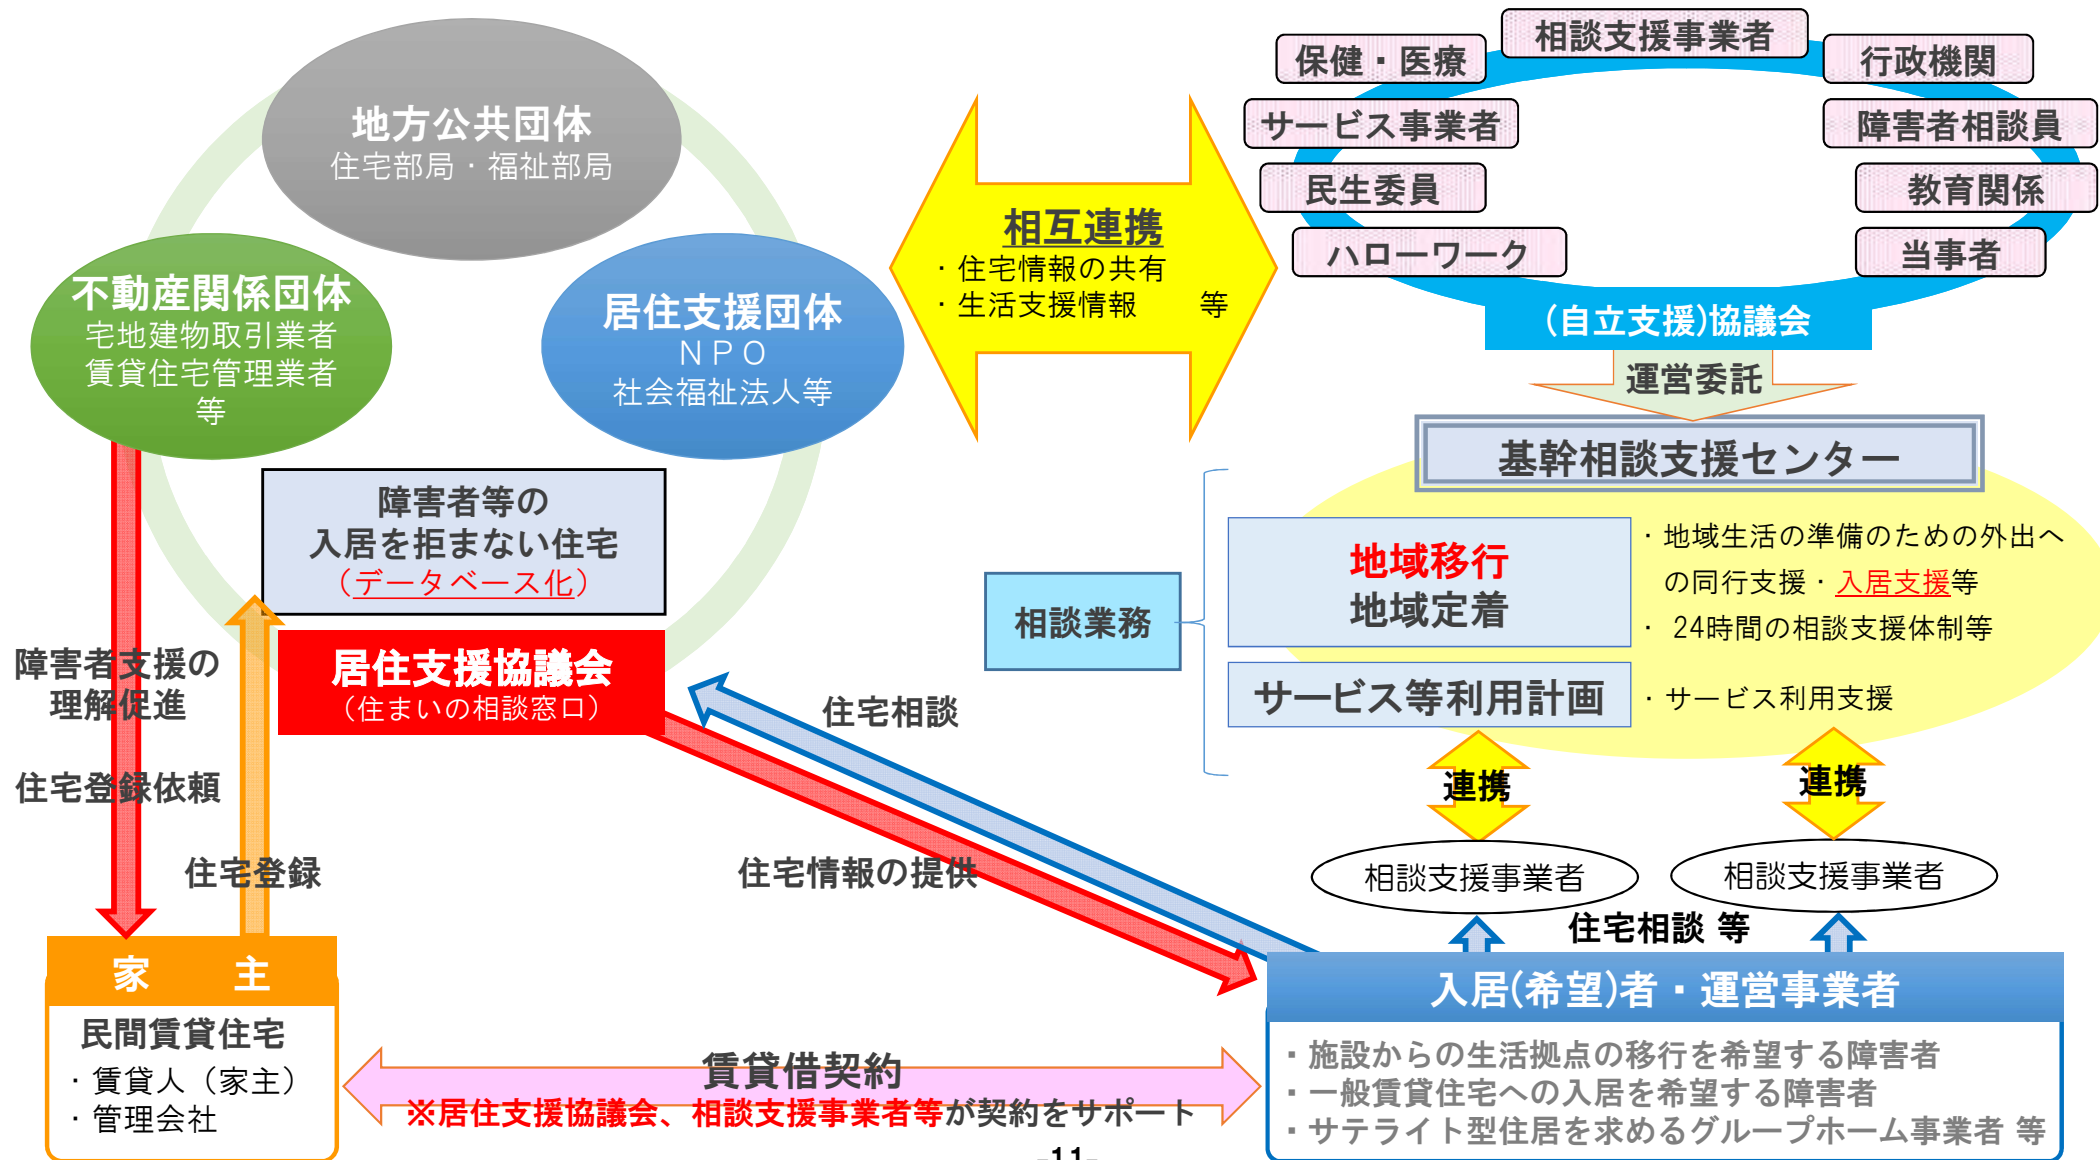 地方公共団体
住宅部局・福祉部局
不動産関係団体
宅地建物取引業者
賃貸住宅管理業者
等
居住支援団体
ＮＰＯ
社会福祉法人等
障害者等の
入居を拒まない住宅
（データベース化）
居住支援協議会
（住まいの相談窓口）
相互連携
・住宅情報の共有
・生活支援情報　　等
相談支援事業者
保健・医療
行政機関
サービス事業者
障害者相談員
民生委員
教育関係
ハローワーク
当事者
(自立支援)協議会
運営委託
基幹相談支援センター
相談業務
地域移行
地域定着
・地域生活の準備のための外出へ
の同行支援・入居支援等
・ 24時間の相談支援体制等
サービス等利用計画
・サービス利用支援
連携
連携
相談支援事業者
相談支援事業者
住宅相談 等
障害者支援の
理解促進
住宅登録依頼
住宅登録
住宅相談
住宅情報の提供
家　　主
民間賃貸住宅
・賃貸人（家主）
・管理会社
賃貸借契約
※居住支援協議会、相談支援事業者等が契約をサポート
入居(希望)者・運営事業者
・施設からの生活拠点の移行を希望する障害者
・一般賃貸住宅への入居を希望する障害者
・サテライト型住居を求めるグループホーム事業者 等
-11-